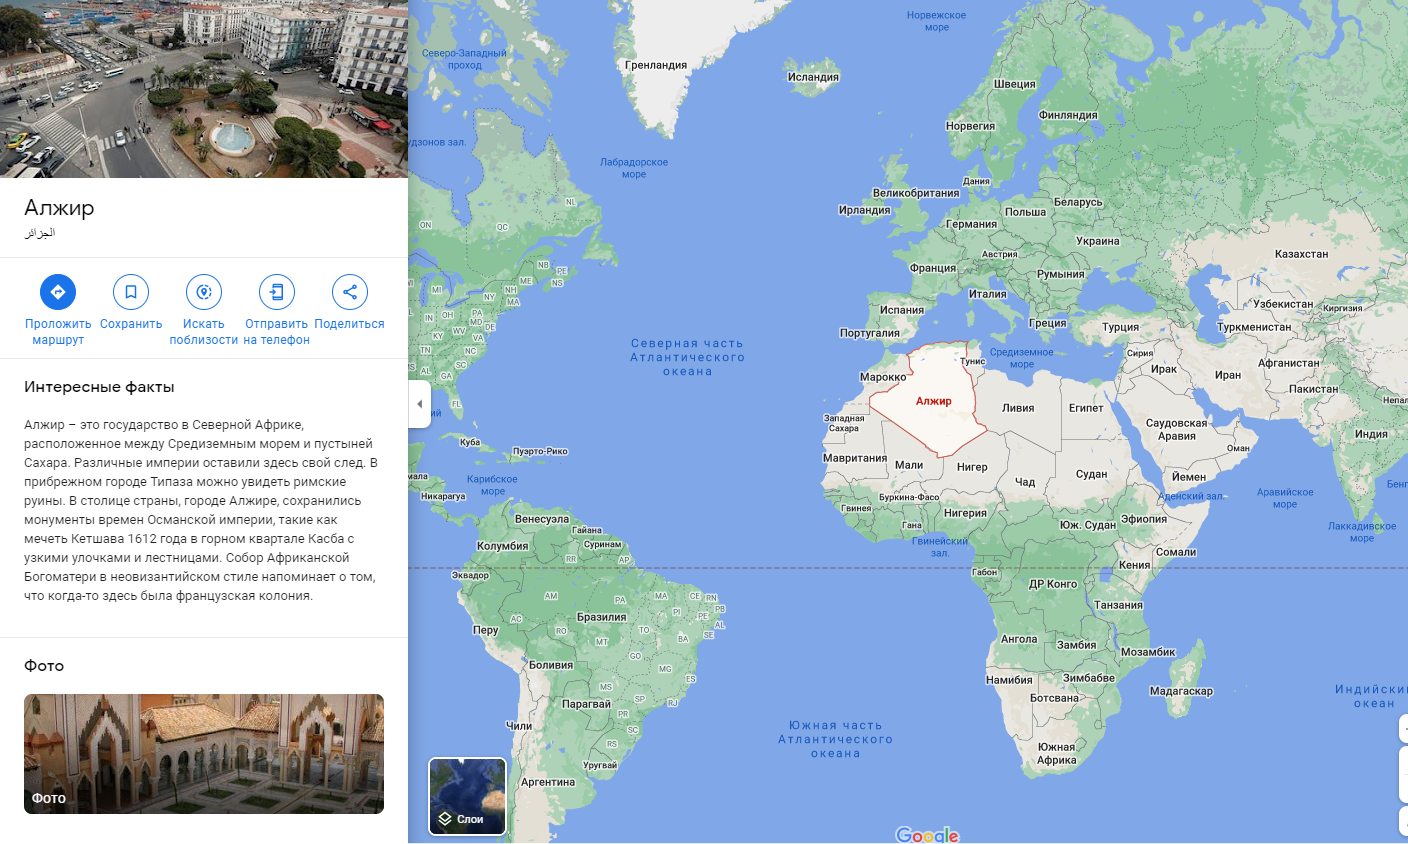 Алжир
الجزائر
Проложить
маршрут
Сохранить
Искать
поблизости
Отправить
на телефон
Поделиться
Интересные факты
Алжир – это государство в Северной Африке,
расположенное между Средиземным морем и пустыней
Сахара. Различные империи оставили здесь свой след. В
прибрежном городе Типаза можно увидеть римские
руины. В столице страны, городе Алжире, сохранились
монументы времен Османской империи, такие как
мечеть Кетшава 1612 года в горном квартале Касба с
узкими улочками и лестницами. Собор Африканской
Богоматери в неовизантийском стиле напоминает о том,
что когда-то здесь была французская колония.
Фото
Фото
Норвежское
море
Северо-Западный
проход
Гренландия
Исландия
Швеция
Финляндия
Норвегия
удзонов зал.
Лабрадорское
море
Дания
Великобритания
Ирландия
Беларусь
Польша
Германия
Украина
Австрия
Франция
Румыния
Казахстан
NL
ON
QC
NB
PE
NS
ME
NH
MA
NY
MI
WI
PA
MD
DE
NJ
OH
IN
IL
WV
KY
VA
TN
NC
MS
AL
SC
GA
FL
Италия
Испания
Португалия
Греция
Турция
Узбекистан
Киргизия
Туркменистан
Северная часть
Атлантического
океана
Средиземное
море
Тунис
Сирия
Ирак
Иран
Афганистан
Пакистан
Марокко
Алжир
Ливия
Египет
Непал
Западная
Сахара
Саудовская
Аравия
Индия
Оман
ий
Куба
Пуэрто-Рико
Мавритания
Мали
Нигер
Чад
Судан
Йемен
мала
Никарагуа
Карибское
море
Буркина-Фасо
Аденский зал.
Аравийское
море
Бенг
Гвинея
Гана
Нигерия
Юж. Судан
Эфиопия
Лаккадивское
море
Венесуэла
Гайана
Суринам
Колумбия
Гвинейский
зал.
Сомали
Кения
Эквадор
RR
AP
Габон
ДР Конго
Танзания
AM
PA
MA
CE
RN
PB
PI
PE
AL
SE
Перу
AC
Бразилия
RO
TO
BA
MT
GO
Ангола
Замбия
Мозамбик
Боливия
MG
ES
MS
SP
RJ
Намибия
Зимбабве
Ботсвана
Мадагаскар
Парагвай
PR
SC
Чили
RS
Индийски
океан
Южная часть
Атлантического
океана
Южная
Африка
Уругвай
Аргентина
Слои
Google